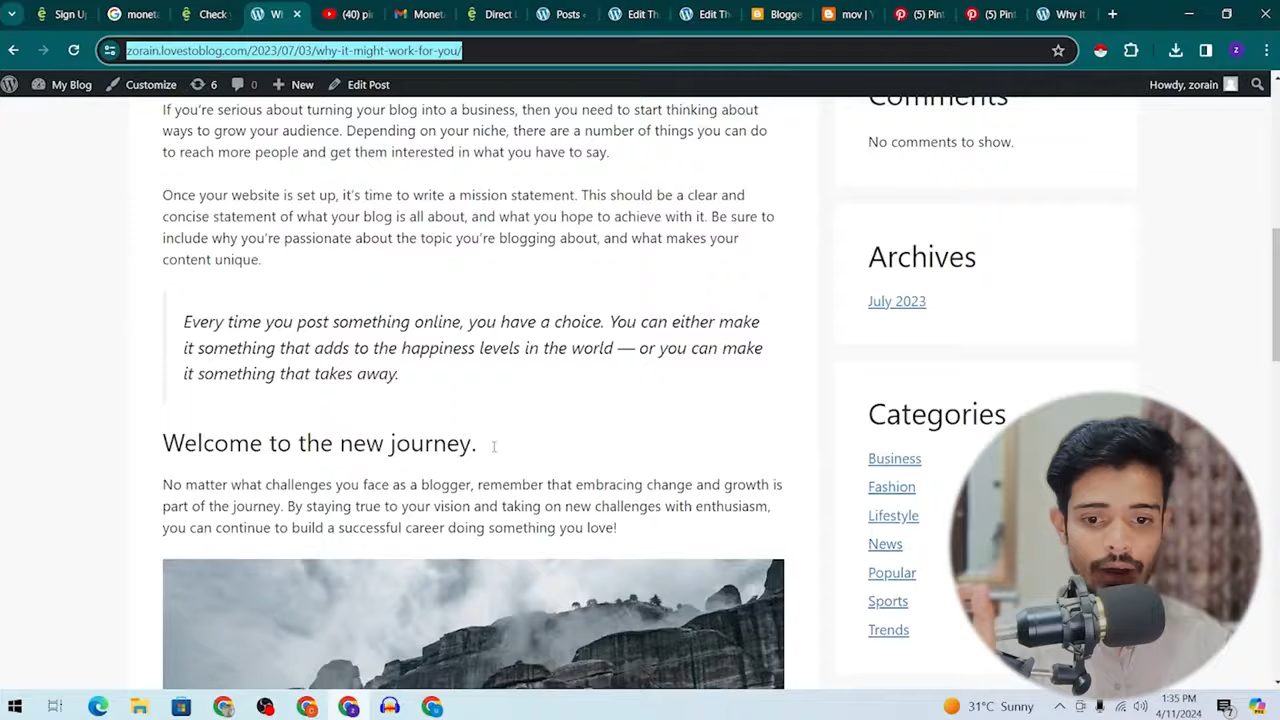 Sign Up
moneta
Check
Wi
(40) pi
Moneta
Direct L
Posts
Edit Th
Edit Th
Blogge
mov | Y
(5) Pint
(5) Pint
Why It
zorain.lovestoblog.com/2023/07/03/why-it-might-work-for-you/
z
My Blog
Customize
6
0
New
Edit Post
Howdy, zorain
If you're serious about turning your blog into a business, then you need to start thinking about
ways to grow your audience. Depending on your niche, there are a number of things you can do
to reach more people and get them interested in what you have to say.
Once your website is set up, it's time to write a mission statement. This should be a clear and
concise statement of what your blog is all about, and what you hope to achieve with it. Be sure to
include why you're passionate about the topic you're blogging about, and what makes your
content unique.
Every time you post something online, you have a choice. You can either make
it something that adds to the happiness levels in the world — or you can make
it something that takes away.
Welcome to the new journey.
No matter what challenges you face as a blogger, remember that embracing change and growth is
part of the journey. By staying true to your vision and taking on new challenges with enthusiasm,
you can continue to build a successful career doing something you love!
Comments
No comments to show.
Archives
July 2023
Categories
Business
Fashion
Lifestyle
News
Popular
Sports
Trends
31°C Sunny
1:35 PM
4/11/2024
7